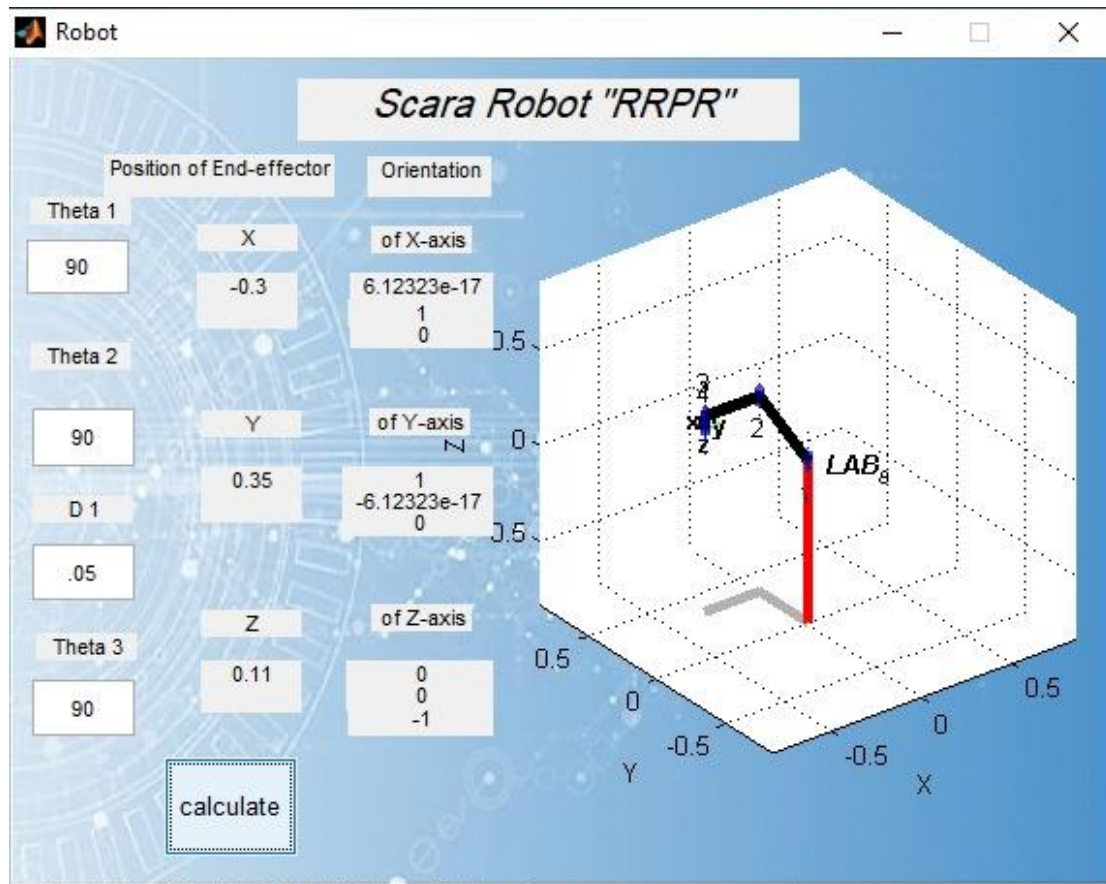 Robot
Scara Robot "RRPR"
Position of End-effector
Orientation
Theta 1
90
Theta 2
90
D 1
.05
Theta 3
90
X
-0.3
Y
0.35
Z
0.11
of X-axis
6.12323e-17
1
0
of Y-axis
1
-6.12323e-17
0
of Z-axis
0
0
-1
calculate
0.5
0
0.5
Z
3
4
2
x
y
z
1
0.5
0
-0.5
Y
-0.5
0
0.5
X